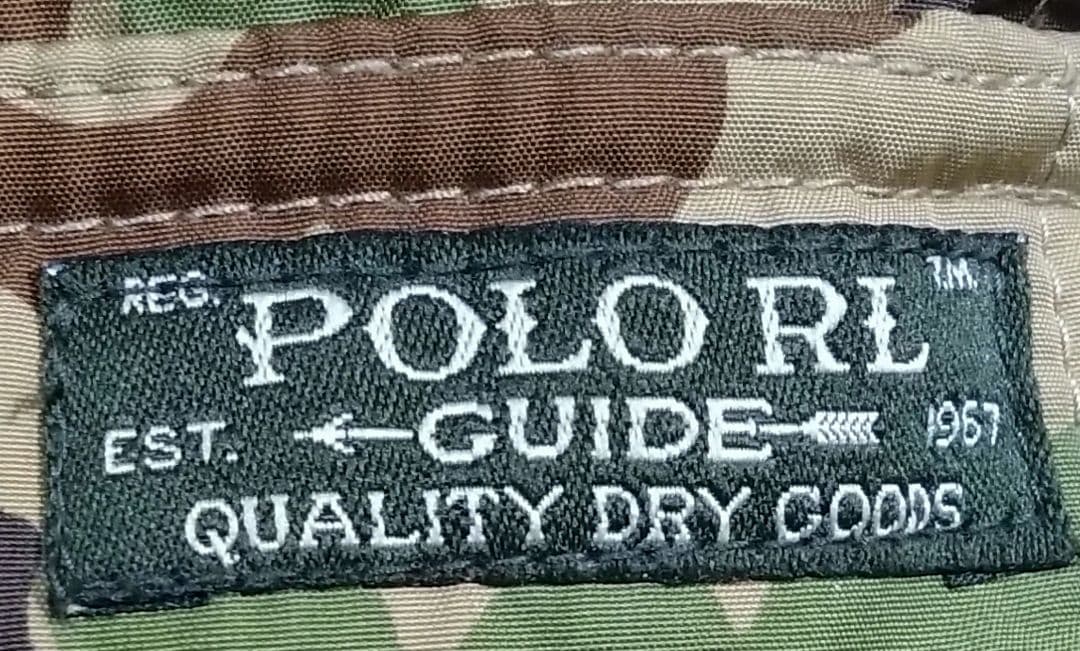 REG. POLO RL T.M.
EST. GUIDE 1967
QUALITY DRY GOODS